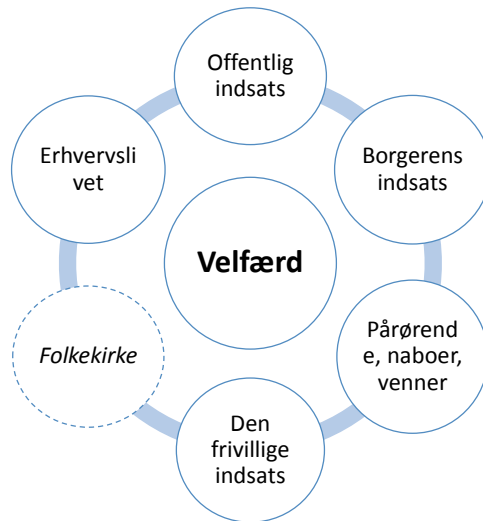 Offentlig
indsats
Borgerens
indsats
Pårørend
e, naboer,
venner
Den
frivillige
indsats
Folkekirke
Erhvervsli
vet
Velfærd